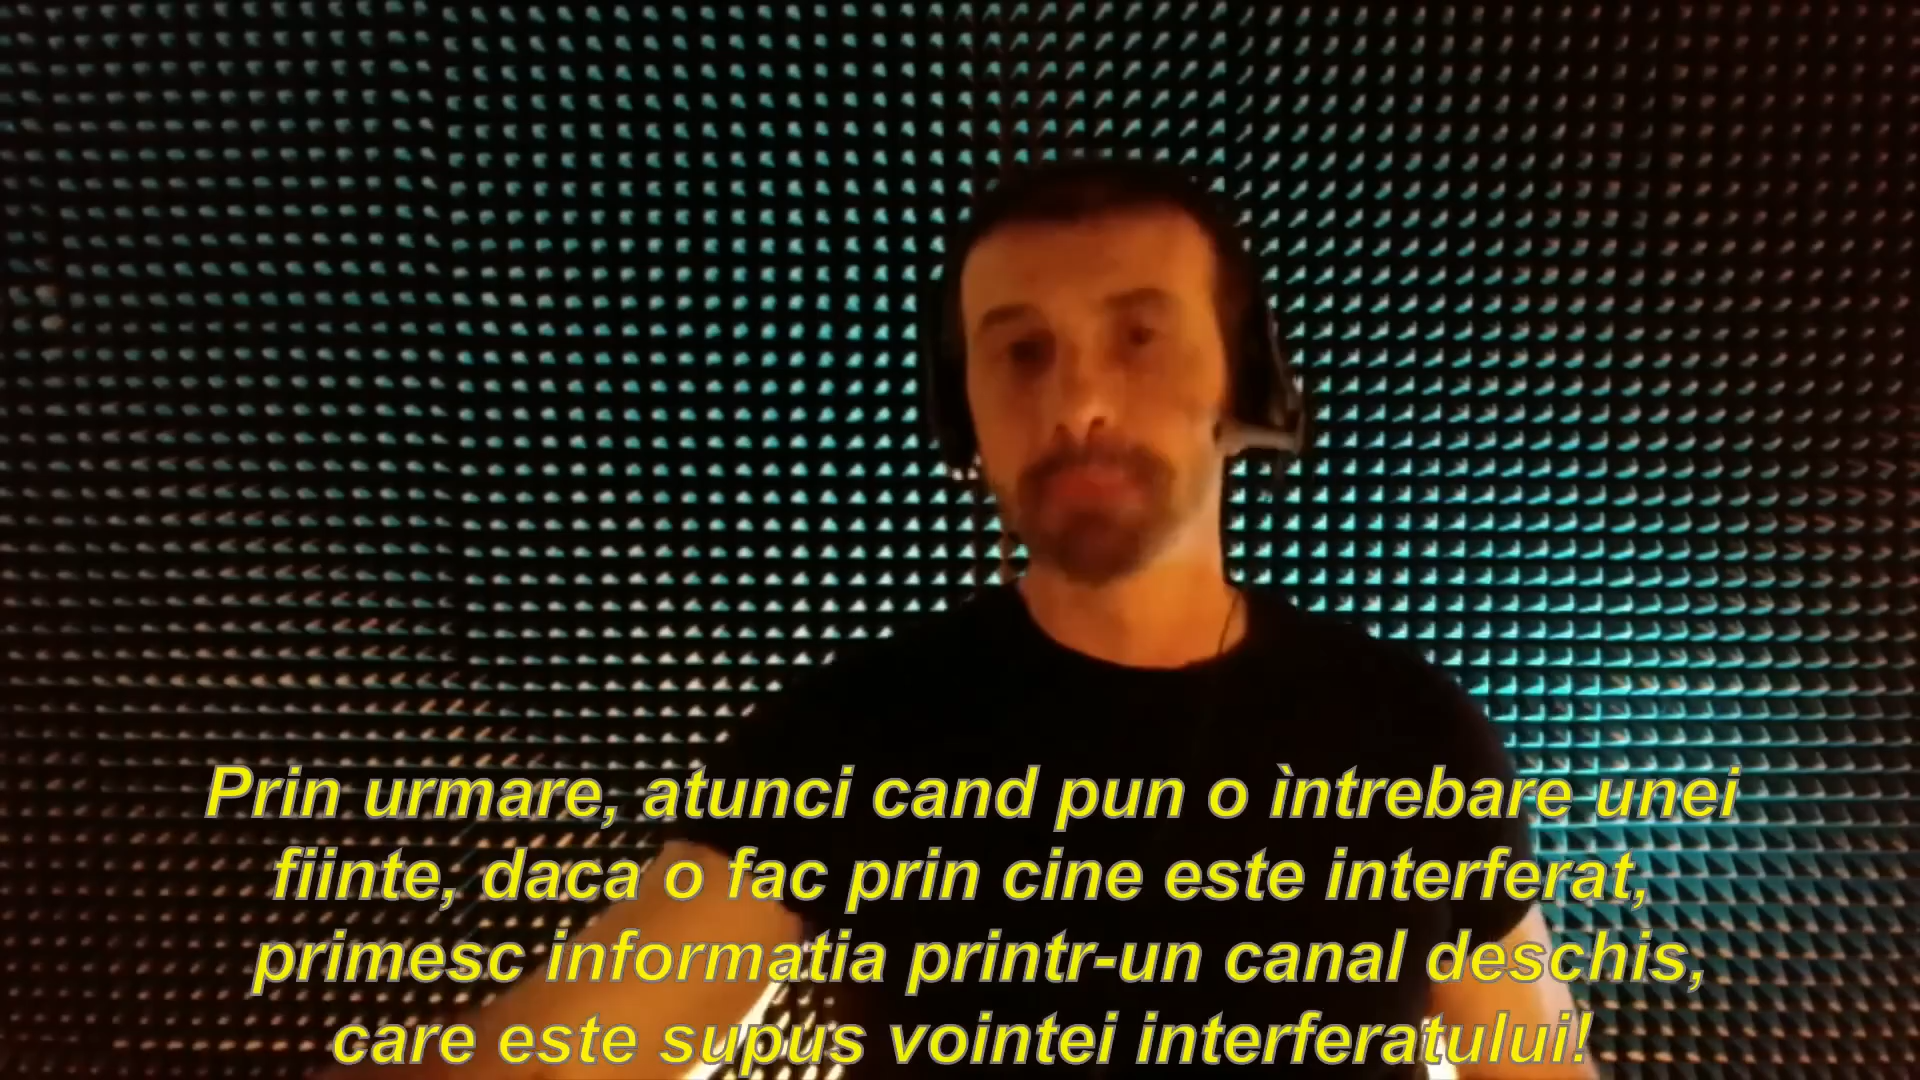 Prin urmare, atunci cand pun o ìntrebare unei
fiinte, daca o fac prin cine este interferat,
primesc informatia printr-un canal deschis,
care este supus vointei interferatului!